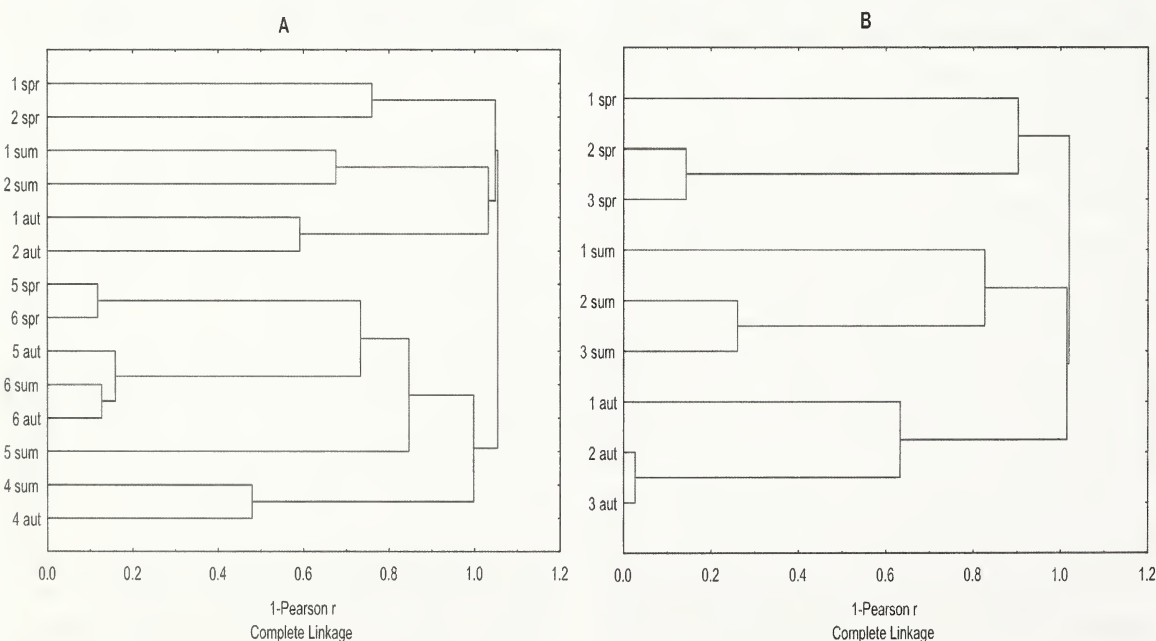 A
1 spr
2 spr
1 sum
2 sum
1 aut
2 aut
5 spr
6 spr
5 aut
6 sum
6 aut
5 sum
4 sum
4 aut
0.0 0.2 0.4 0.6 0.8 1.0 1.2
1-Pearson r
Complete Linkage
B
1 spr
2 spr
3 spr
1 sum
2 sum
3 sum
1 aut
2 aut
3 aut
0.0 0.2 0.4 0.6 0.8 1.0 1.2
1-Pearson r
Complete Linkage